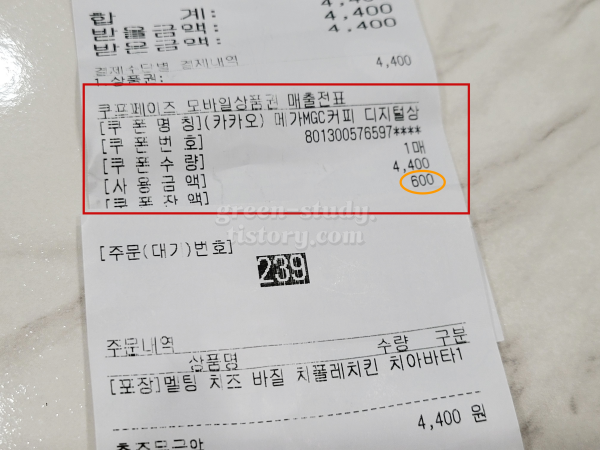 합 계: 4,400
받을금액: 4,400
받은금액: 4,400
결제수단별 결제내역
1.상품권: 4,400
쿠프페이즈 모바일상품권 매출전표
[쿠 폰 명 칭](카카오) 메가MGC커피 디지털상
[쿠 폰 번 호] 801300576597****
[쿠 폰 수 량] 1매
[사 용 금 액] 4,400
[쿠 폰 잔 액] 600
green-study.
tistory.com
[주문(대기)번호]
239
주문내역
상품명 수량 구분
[포장]멜팅 치즈 바질 치플레치킨 치아바타1
4,400 원